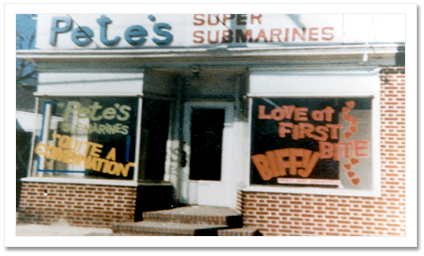 Pete's SUPER
SUBMARINES
PETE'S
SUBMARINES
"QUITE A
COMBINATION"
LOVE at
FIRST
BITE
BIFFY